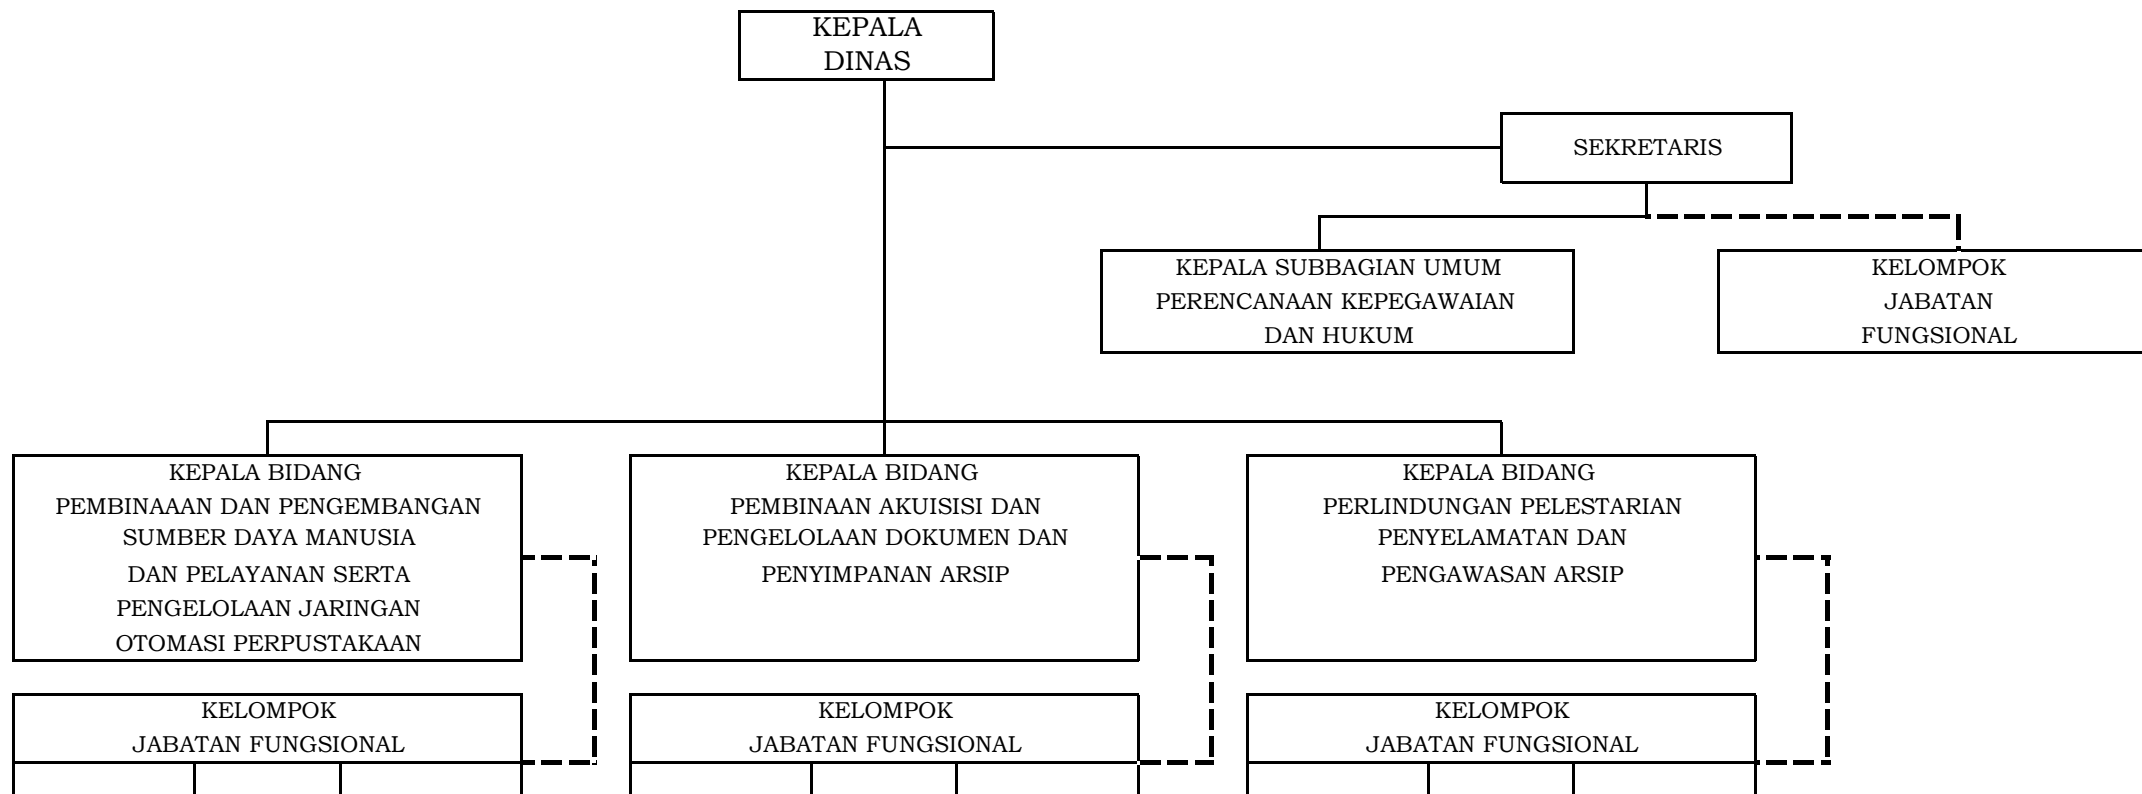 KEPALA
DINAS
SEKRETARIS
KEPALA SUBBAGIAN UMUM
PERENCANAAN KEPEGAWAIAN
DAN HUKUM
KELOMPOK
JABATAN
FUNGSIONAL
KEPALA BIDANG
PEMBINAAAN DAN PENGEMBANGAN
SUMBER DAYA MANUSIA
DAN PELAYANAN SERTA
PENGELOLAAN JARINGAN
OTOMASI PERPUSTAKAAN
KEPALA BIDANG
PEMBINAAN AKUISISI DAN
PENGELOLAAN DOKUMEN DAN
PENYIMPANAN ARSIP
KEPALA BIDANG
PERLINDUNGAN PELESTARIAN
PENYELAMATAN DAN
PENGAWASAN ARSIP
KELOMPOK
JABATAN FUNGSIONAL
KELOMPOK
JABATAN FUNGSIONAL
KELOMPOK
JABATAN FUNGSIONAL